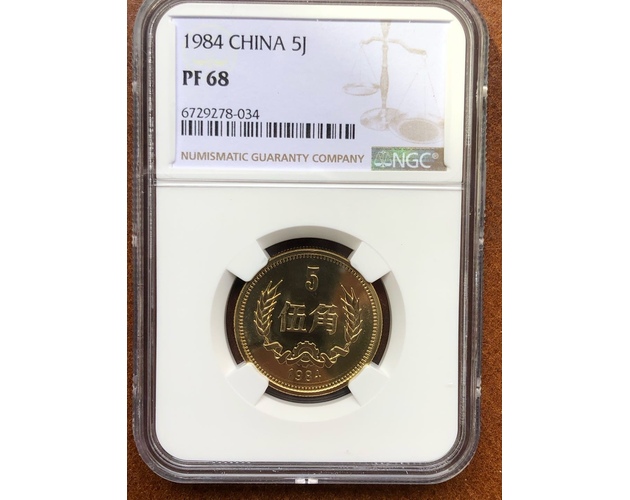 1984 CHINA 5J
PF 68
6729278-034
NUMISMATIC GUARANTY COMPANY
NGC®
5
伍角
1984